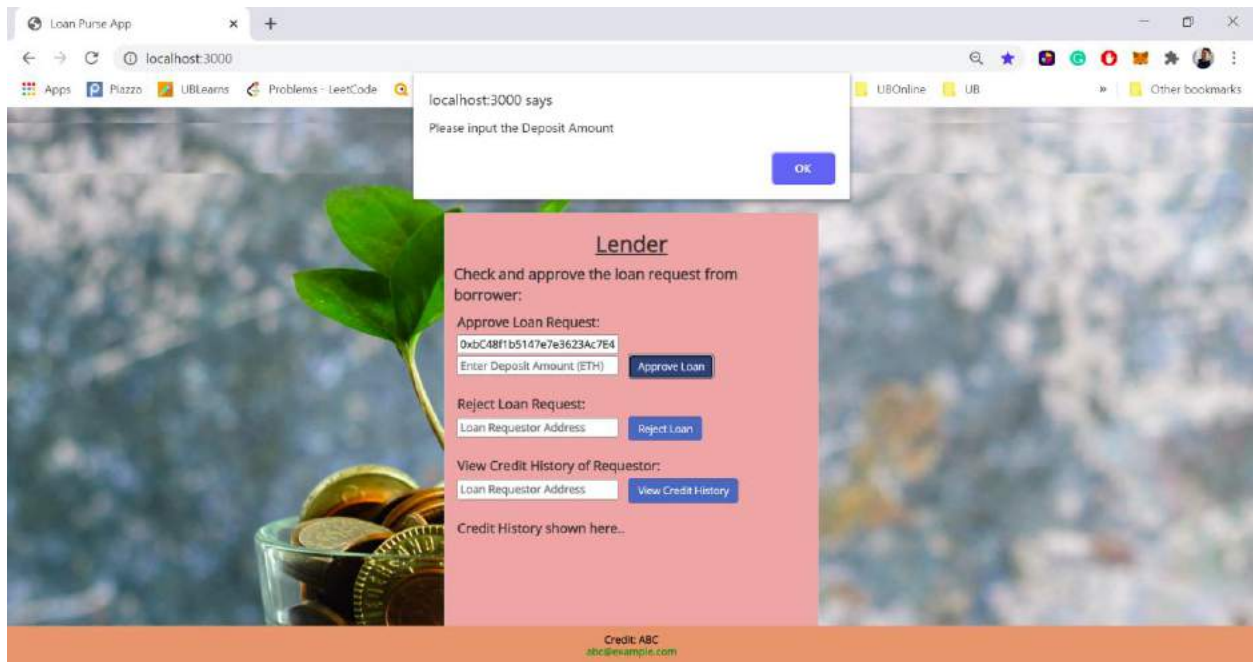 Loan Purse App
localhost:3000
Apps
Piazza
UBLearns
Problems - LeetCode
UBOnline
UB
»
Other bookmarks
localhost:3000 says
Please input the Deposit Amount
OK
Lender
Check and approve the loan request from
borrower:
Approve Loan Request:
0xbC48f1b5147e7e3623Ac7E4
Enter Deposit Amount (ETH)
Approve Loan
Reject Loan Request:
Loan Requestor Address
Reject Loan
View Credit History of Requestor:
Loan Requestor Address
View Credit History
Credit History shown here..
Credit: ABC
abc@example.com